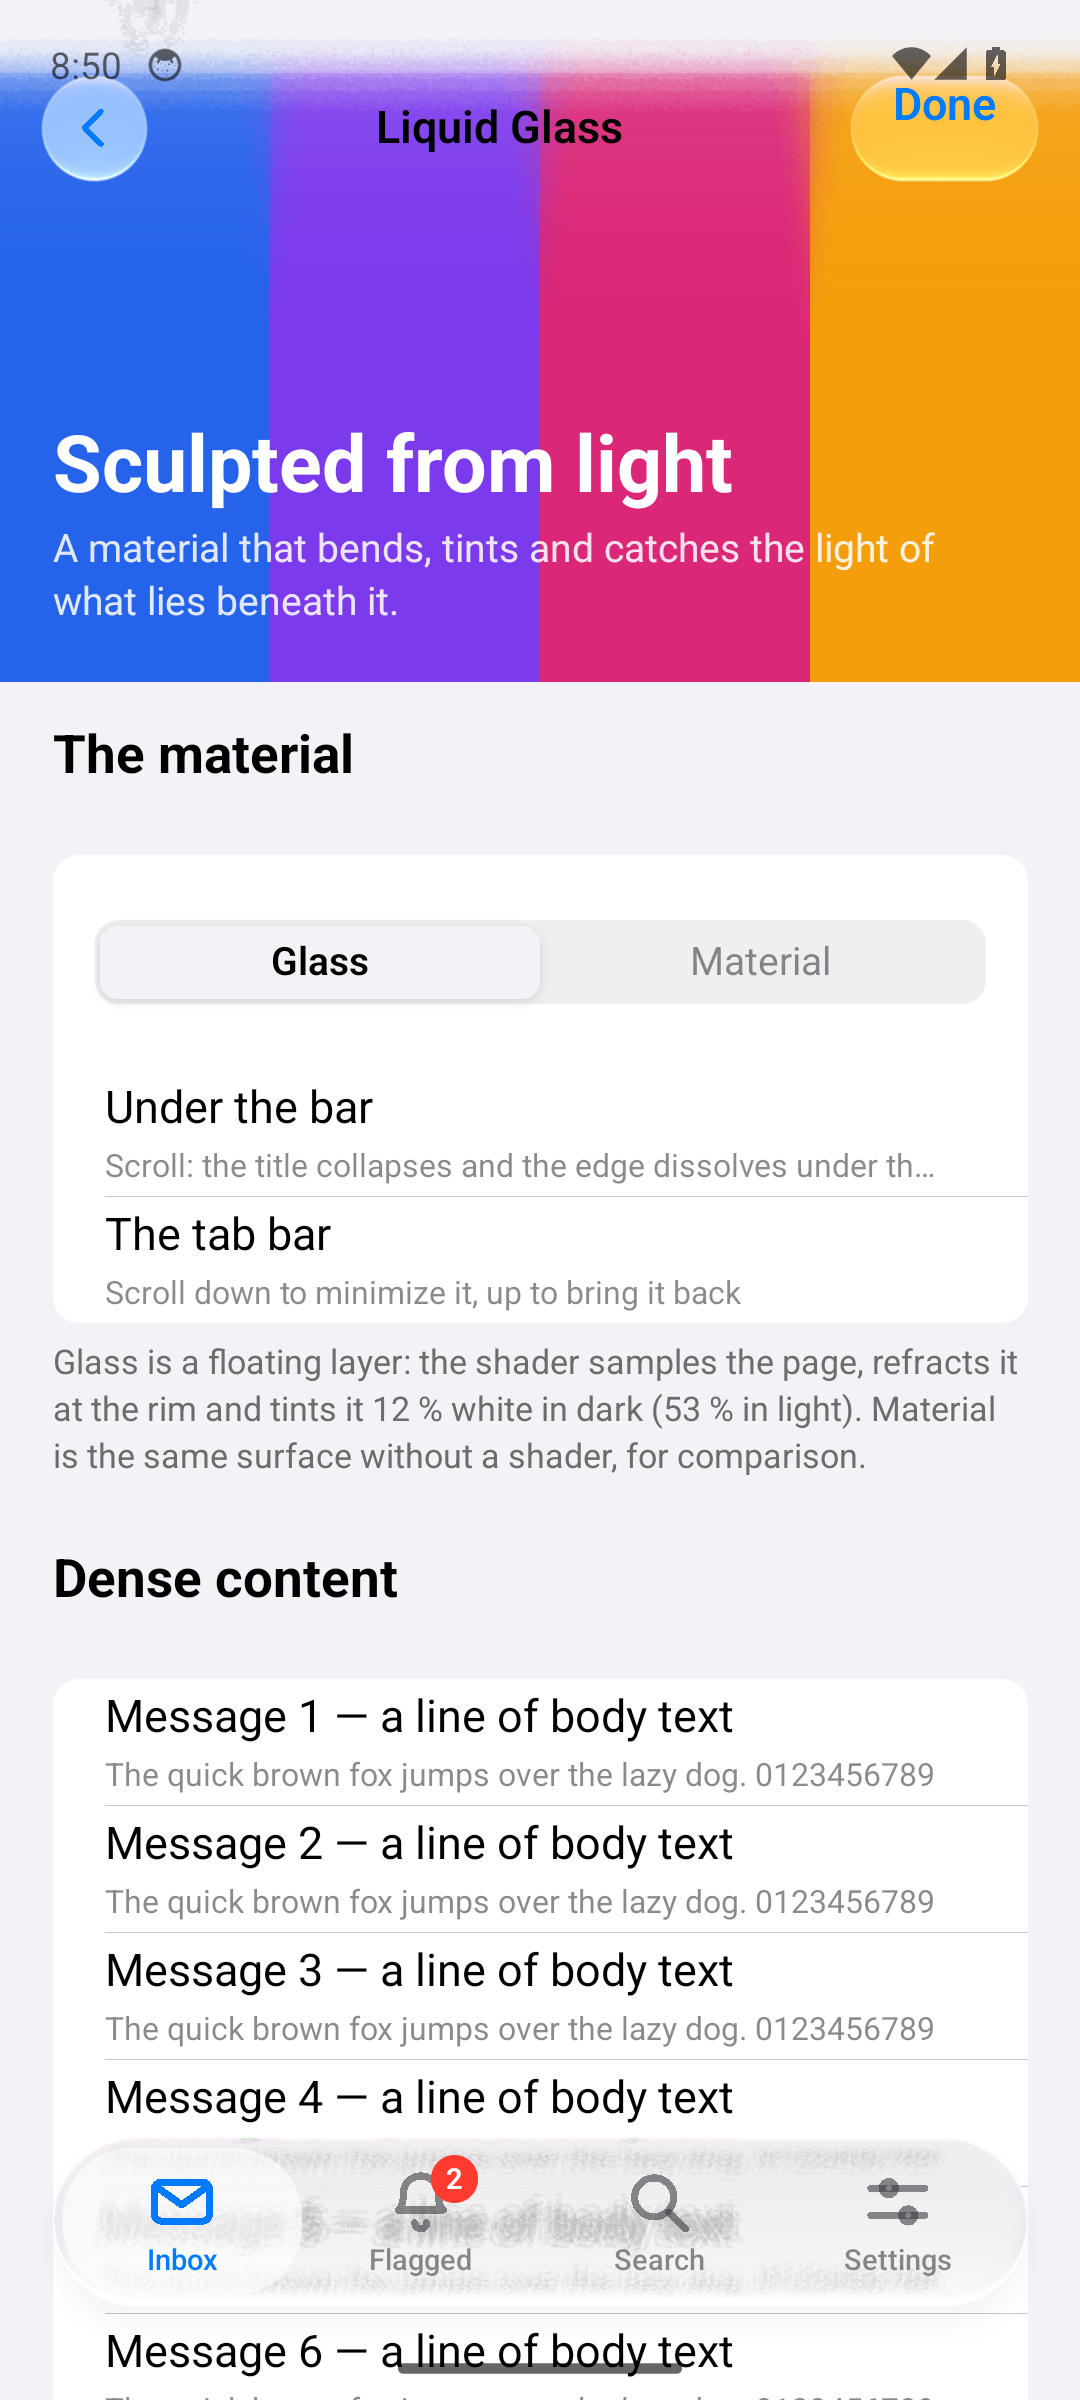 8:50
Liquid Glass
Done
Sculpted from light
A material that bends, tints and catches the light of
what lies beneath it.
The material
Glass
Material
Under the bar
Scroll: the title collapses and the edge dissolves under th...
The tab bar
Scroll down to minimize it, up to bring it back
Glass is a floating layer: the shader samples the page, refracts it
at the rim and tints it 12 % white in dark (53 % in light). Material
is the same surface without a shader, for comparison.
Dense content
Message 1 — a line of body text
The quick brown fox jumps over the lazy dog. 0123456789
Message 2 — a line of body text
The quick brown fox jumps over the lazy dog. 0123456789
Message 3 — a line of body text
The quick brown fox jumps over the lazy dog. 0123456789
Message 4 — a line of body text
2
Inbox
Flagged
Search
Settings
Message 6 — a line of body text